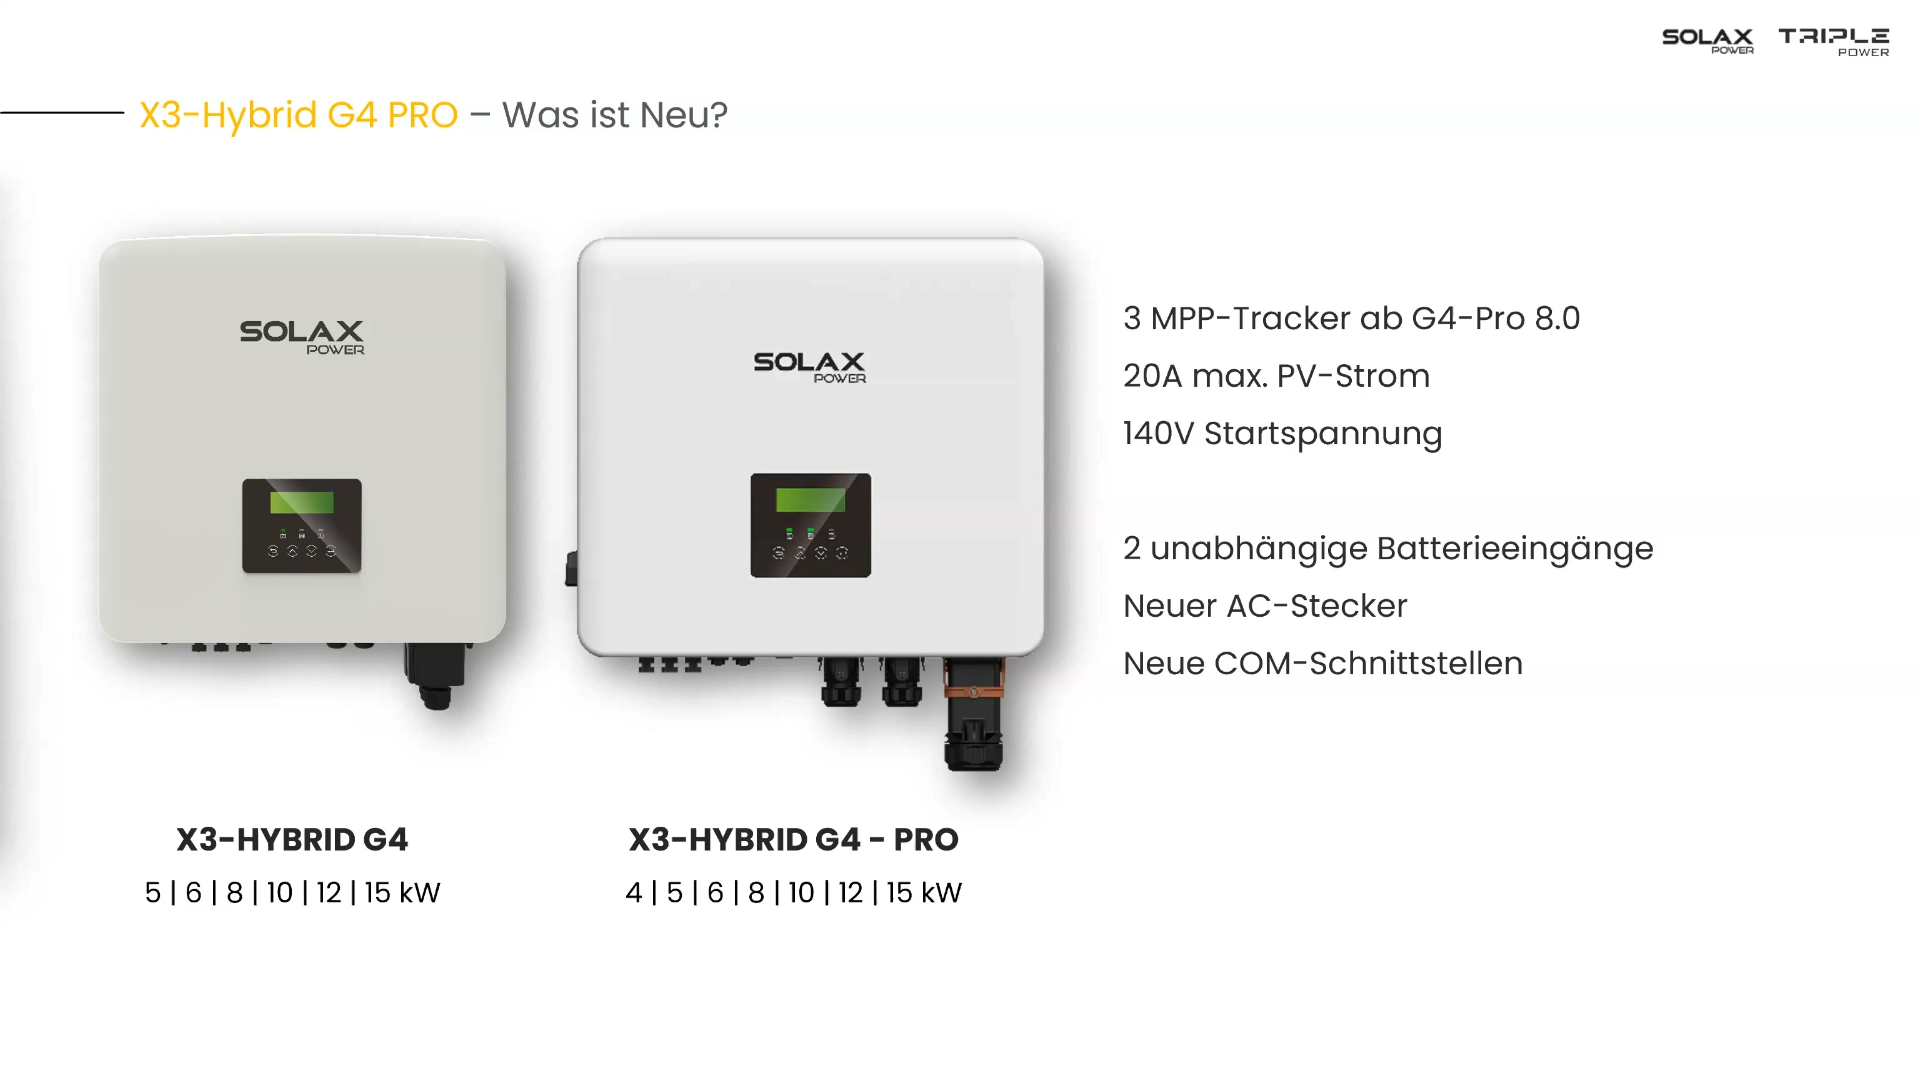 SOLAX POWER TRIPLE POWER
X3-Hybrid G4 PRO – Was ist Neu?
SOLAX
POWER
SOLAX
POWER
3 MPP-Tracker ab G4-Pro 8.0
20A max. PV-Strom
140V Startspannung
2 unabhängige Batterieeingänge
Neuer AC-Stecker
Neue COM-Schnittstellen
X3-HYBRID G4
5 | 6 | 8 | 10 | 12 | 15 kW
X3-HYBRID G4 - PRO
4 | 5 | 6 | 8 | 10 | 12 | 15 kW